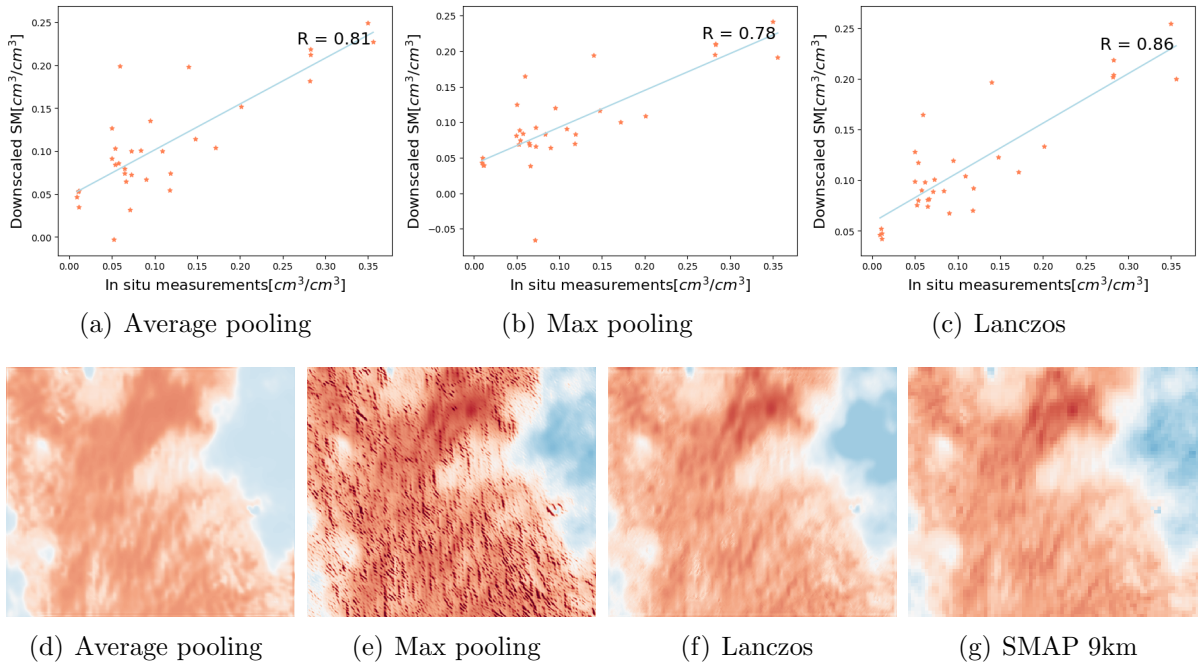 R = 0.81
0.25
0.20
0.15
0.10
0.05
0.00
Downscaled SM[cm³/cm³]
0.00 0.05 0.10 0.15 0.20 0.25 0.30 0.35
In situ measurements[cm³/cm³]
(a) Average pooling
R = 0.78
0.25
0.20
0.15
0.10
0.05
0.00
−0.05
Downscaled SM[cm³/cm³]
0.00 0.05 0.10 0.15 0.20 0.25 0.30 0.35
In situ measurements[cm³/cm³]
(b) Max pooling
R = 0.86
0.25
0.20
0.15
0.10
0.05
Downscaled SM[cm³/cm³]
0.00 0.05 0.10 0.15 0.20 0.25 0.30 0.35
In situ measurements[cm³/cm³]
(c) Lanczos
(d) Average pooling
(e) Max pooling
(f) Lanczos
(g) SMAP 9km